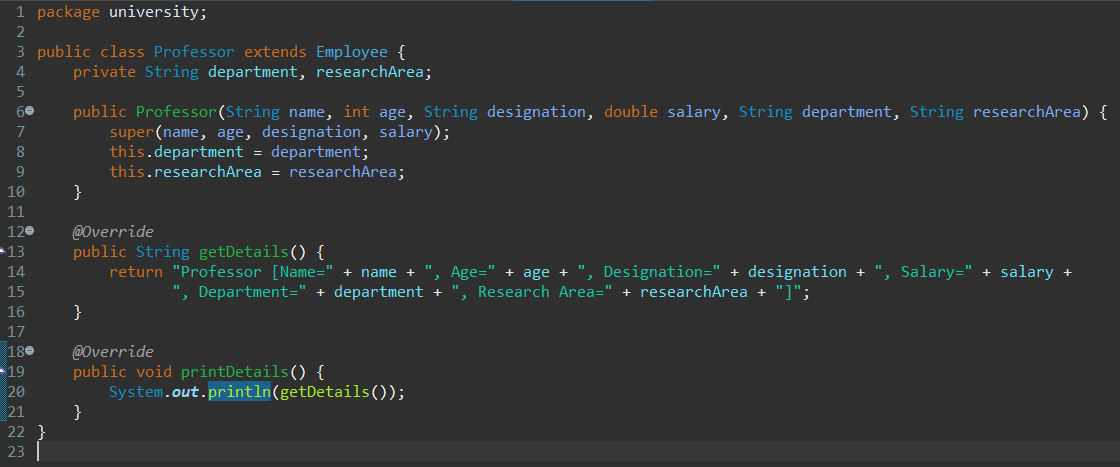 1 package university;
2
3 public class Professor extends Employee {
4     private String department, researchArea;
5
6     public Professor(String name, int age, String designation, double salary, String department, String researchArea) {
7         super(name, age, designation, salary);
8         this.department = department;
9         this.researchArea = researchArea;
10     }
11
12     @Override
13     public String getDetails() {
14         return "Professor [Name=" + name + ", Age=" + age + ", Designation=" + designation + ", Salary=" + salary +
15                ", Department=" + department + ", Research Area=" + researchArea + "]";
16     }
17
18     @Override
19     public void printDetails() {
20         System.out.println(getDetails());
21     }
22 }
23